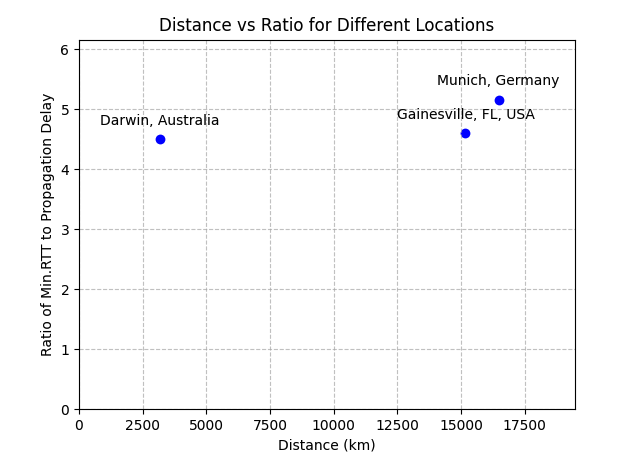 Distance vs Ratio for Different Locations
Ratio of Min.RTT to Propagation Delay
6
5
4
3
2
1
0
Munich, Germany
Gainesville, FL, USA
Darwin, Australia
0 2500 5000 7500 10000 12500 15000 17500
Distance (km)